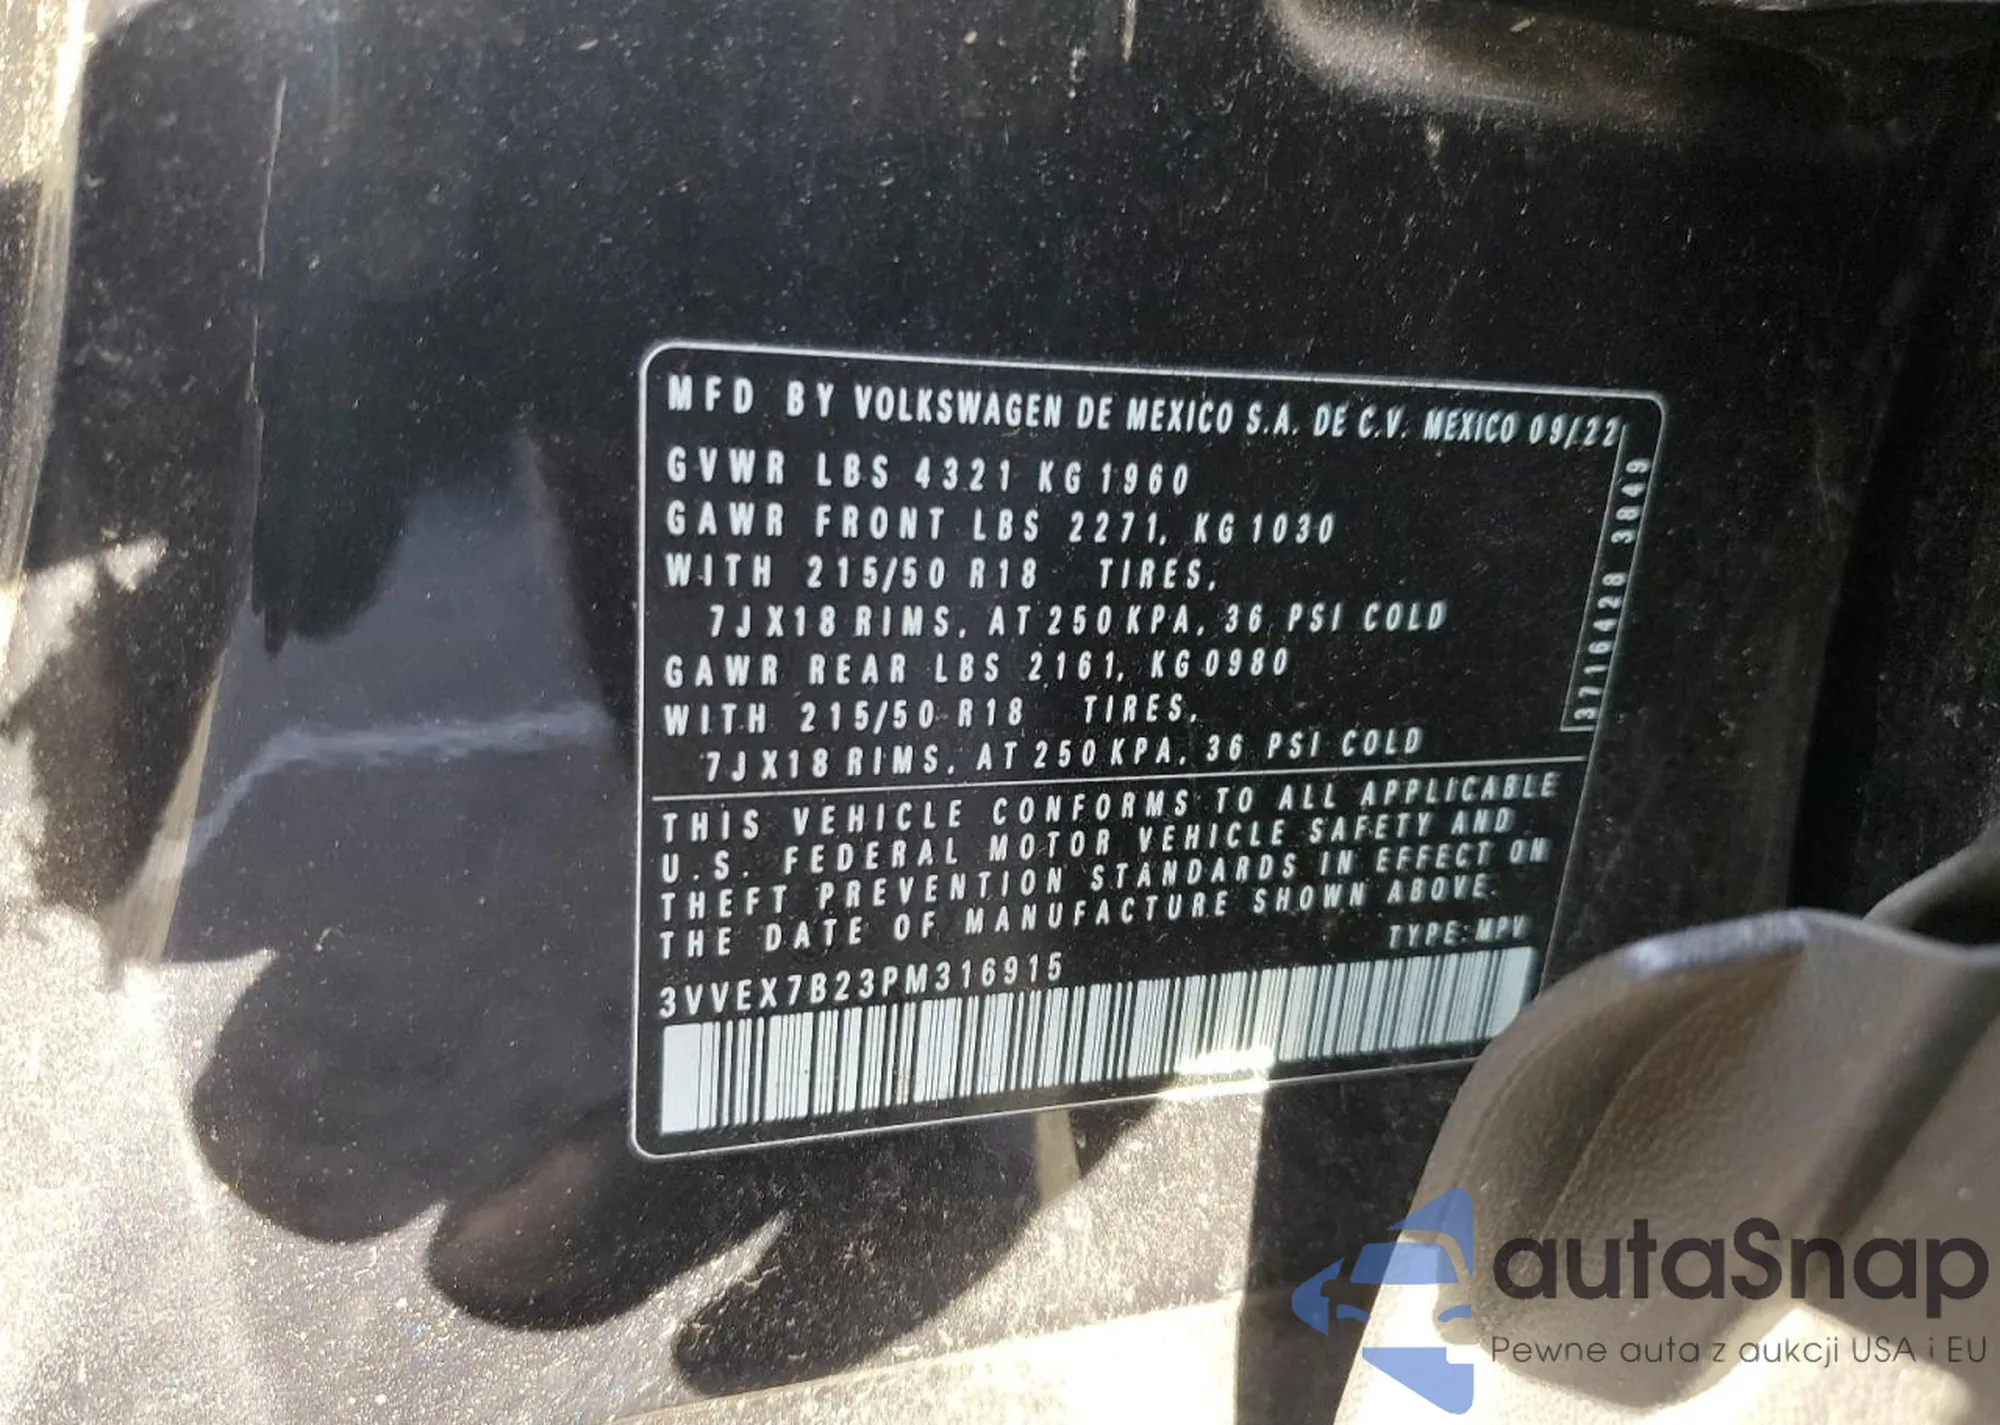 MFD BY VOLKSWAGEN DE MEXICO S.A. DE C.V. MEXICO 09/22
GVWR LBS 4321 KG 1960
GAWR FRONT LBS 2271, KG 1030
WITH 215/50 R18 TIRES,
7JX18 RIMS, AT 250 KPA, 36 PSI COLD
GAWR REAR LBS 2161, KG 0980
WITH 215/50 R18 TIRES,
7JX18 RIMS, AT 250 KPA, 36 PSI COLD
3716428 3849
THIS VEHICLE CONFORMS TO ALL APPLICABLE
U.S. FEDERAL MOTOR VEHICLE SAFETY AND
THEFT PREVENTION STANDARDS IN EFFECT ON
THE DATE OF MANUFACTURE SHOWN ABOVE.
TYPE: MPV
3VVEX7B23PM316915
autaSnap
Pewne auta z aukcji USA i EU